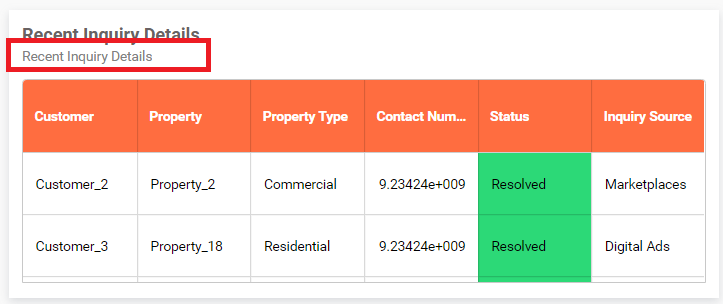 Recent Inquiry Details
Recent Inquiry Details
Customer Property Property Type Contact Num... Status Inquiry Source
Customer_2 Property_2 Commercial 9.23424e+009 Resolved Marketplaces
Customer_3 Property_18 Residential 9.23424e+009 Resolved Digital Ads